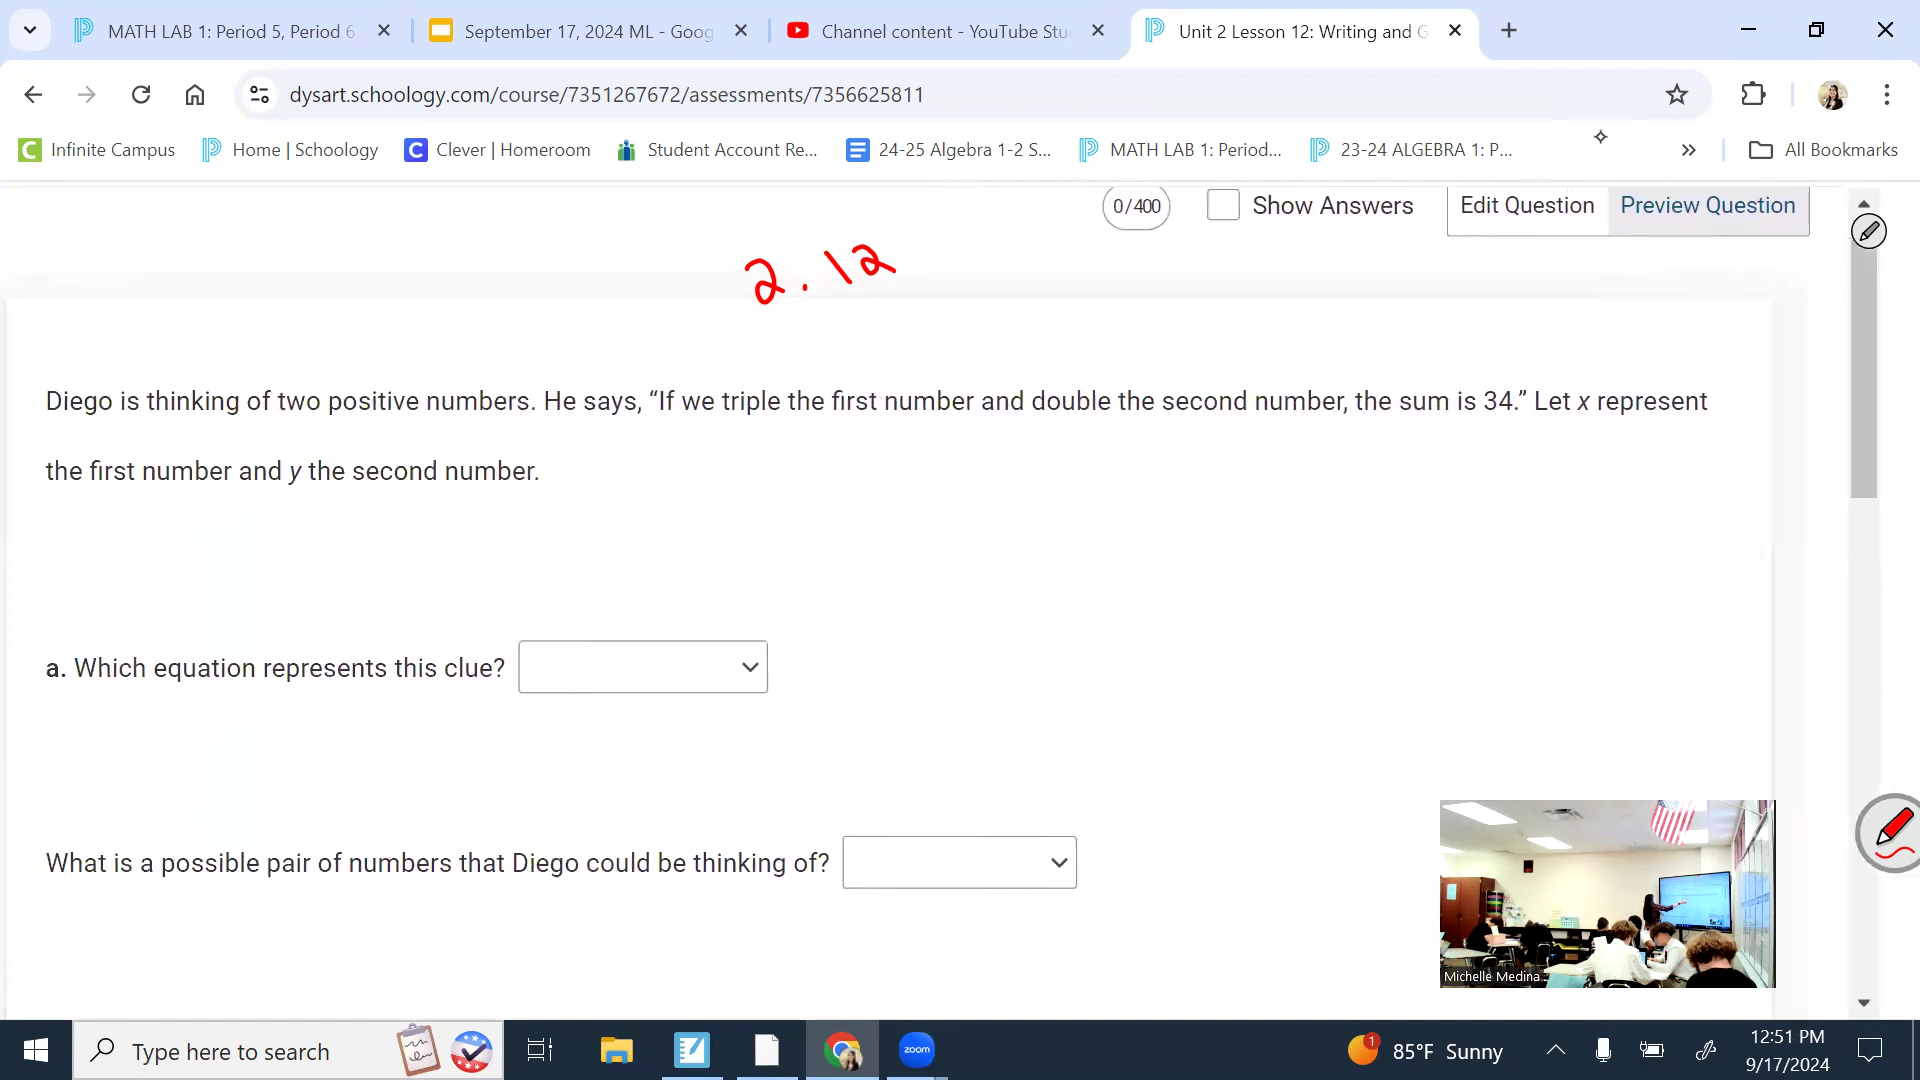 MATH LAB 1: Period 5, Period 6
September 17, 2024 ML - Goog
Channel content - YouTube Stu
Unit 2 Lesson 12: Writing and G
dysart.schoology.com/course/7351267672/assessments/7356625811
Infinite Campus
Home | Schoology
Clever | Homeroom
Student Account Re...
24-25 Algebra 1-2 S...
MATH LAB 1: Period...
23-24 ALGEBRA 1: P...
All Bookmarks
0/400
Show Answers
Edit Question
Preview Question
2.12
Diego is thinking of two positive numbers. He says, “If we triple the first number and double the second number, the sum is 34.” Let x represent
the first number and y the second number.
a. Which equation represents this clue?
What is a possible pair of numbers that Diego could be thinking of?
Michelle Medina
Type here to search
zoom
1
85°F Sunny
12:51 PM
9/17/2024